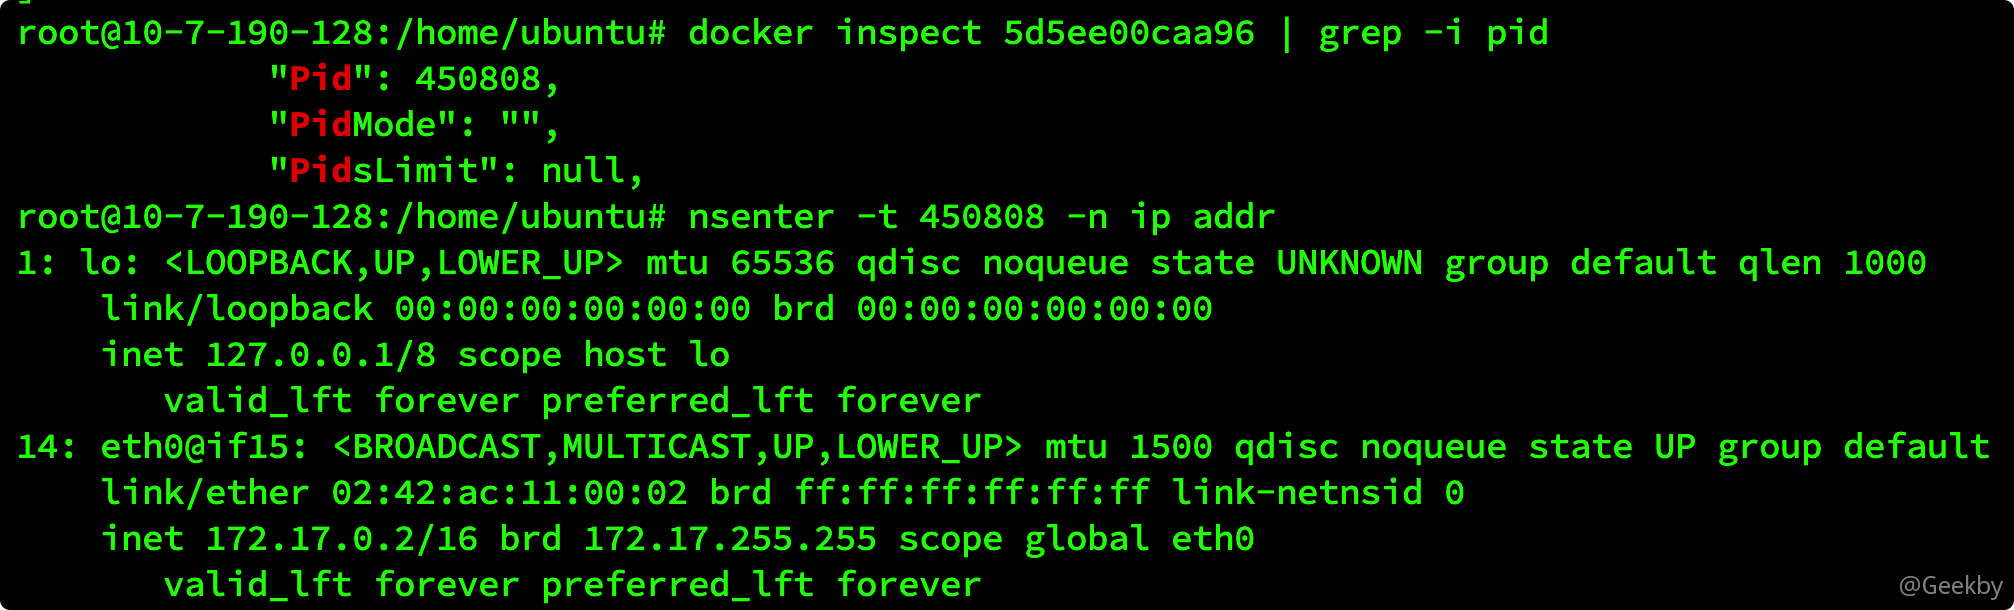 root@10-7-190-128:/home/ubuntu# docker inspect 5d5ee00caa96 | grep -i pid
            "Pid": 450808,
            "PidMode": "",
            "PidsLimit": null,
root@10-7-190-128:/home/ubuntu# nsenter -t 450808 -n ip addr
1: lo: <LOOPBACK,UP,LOWER_UP> mtu 65536 qdisc noqueue state UNKNOWN group default qlen 1000
    link/loopback 00:00:00:00:00:00 brd 00:00:00:00:00:00
    inet 127.0.0.1/8 scope host lo
       valid_lft forever preferred_lft forever
14: eth0@if15: <BROADCAST,MULTICAST,UP,LOWER_UP> mtu 1500 qdisc noqueue state UP group default
    link/ether 02:42:ac:11:00:02 brd ff:ff:ff:ff:ff:ff link-netnsid 0
    inet 172.17.0.2/16 brd 172.17.255.255 scope global eth0
       valid_lft forever preferred_lft forever
@Geekby